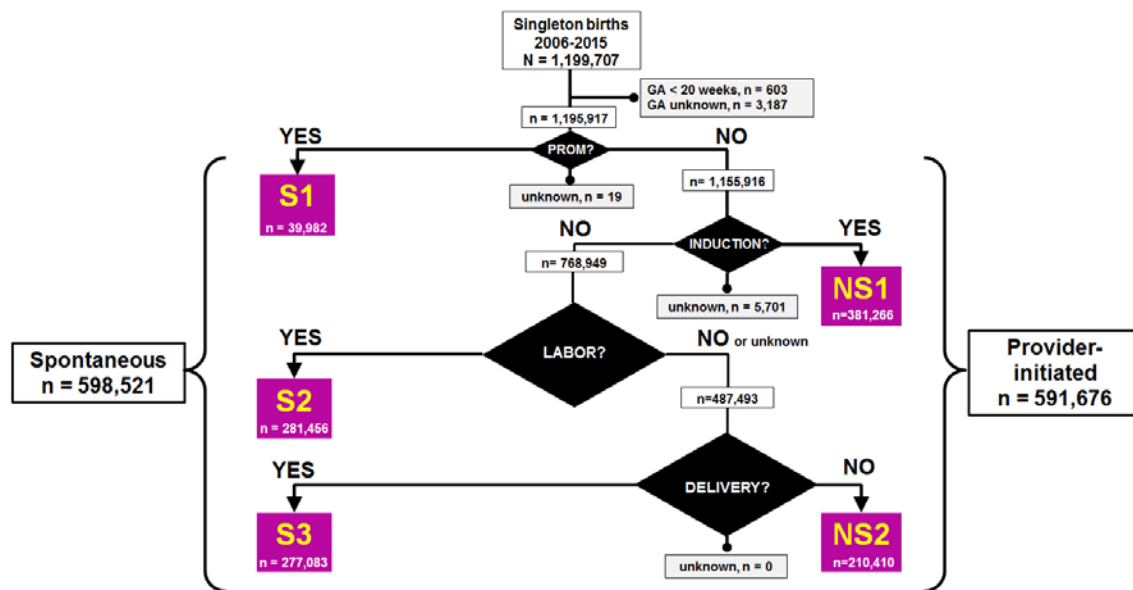 Singleton births
2006-2015
N = 1,199,707
GA < 20 weeks, n = 603
GA unknown, n = 3,187
n = 1,195,917
YES
PROM?
NO
S1
n = 39,982
unknown, n = 19
n= 1,155,916
NO
INDUCTION?
YES
n= 768,949
NS1
n=381,266
unknown, n = 5,701
YES
LABOR?
NO or unknown
Spontaneous
n = 598,521
Provider-
initiated
n = 591,676
S2
n = 281,456
n=487,493
YES
DELIVERY?
NO
S3
n = 277,083
NS2
n=210,410
unknown, n = 0